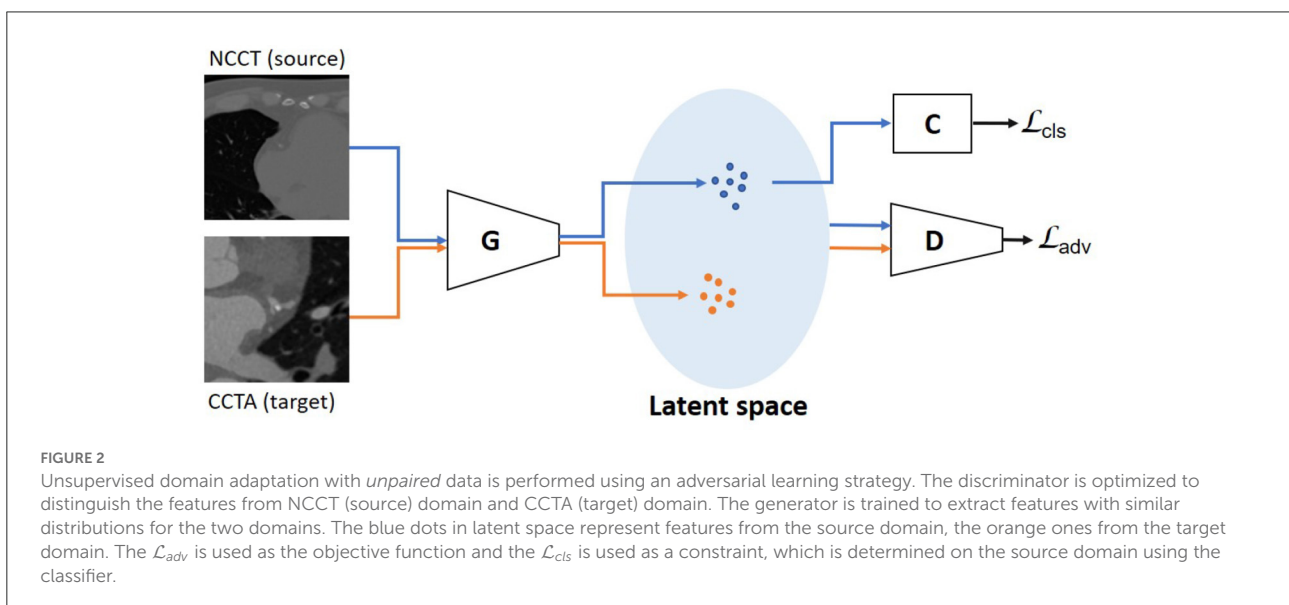 NCCT (source)
G
CCTA (target)
Latent space
C
ℒcls
D
ℒadv
FIGURE 2
Unsupervised domain adaptation with unpaired data is performed using an adversarial learning strategy. The discriminator is optimized to
distinguish the features from NCCT (source) domain and CCTA (target) domain. The generator is trained to extract features with similar
distributions for the two domains. The blue dots in latent space represent features from the source domain, the orange ones from the target
domain. The ℒadv is used as the objective function and the ℒcls is used as a constraint, which is determined on the source domain using the
classifier.